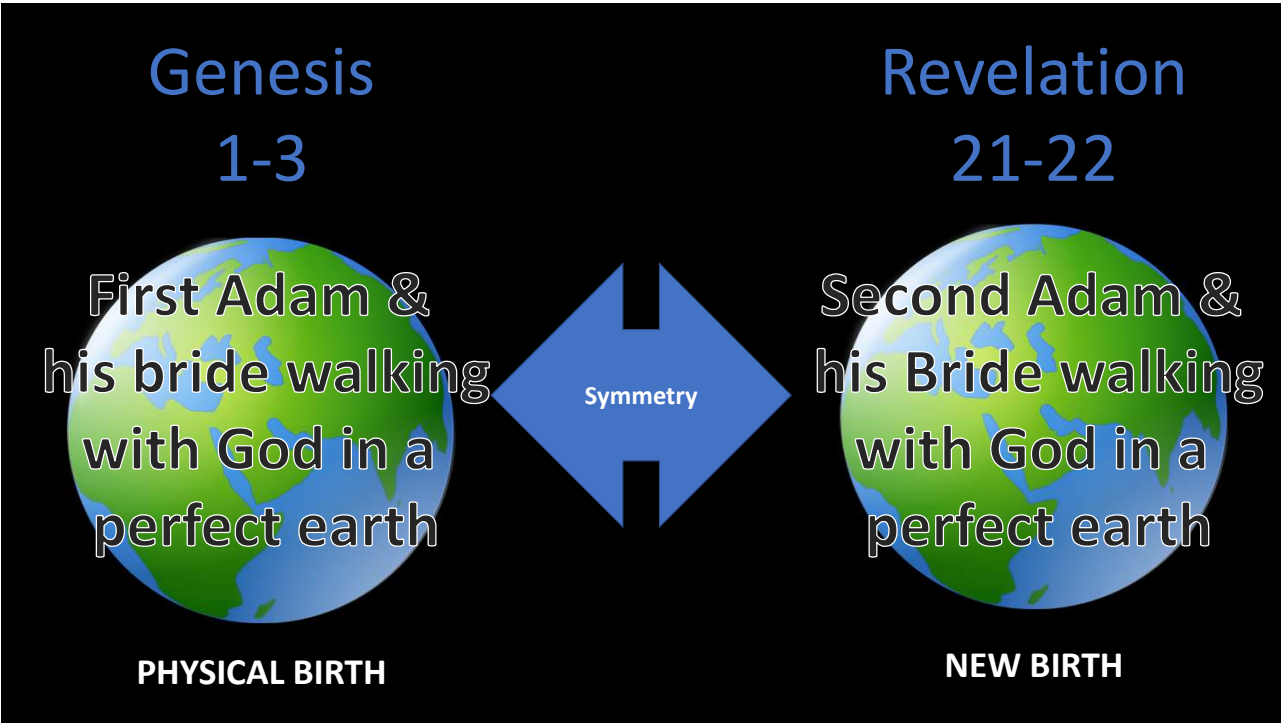 Genesis
1-3
First Adam &
his bride walking
with God in a
perfect earth
PHYSICAL BIRTH
Symmetry
Revelation
21-22
Second Adam &
his Bride walking
with God in a
perfect earth
NEW BIRTH